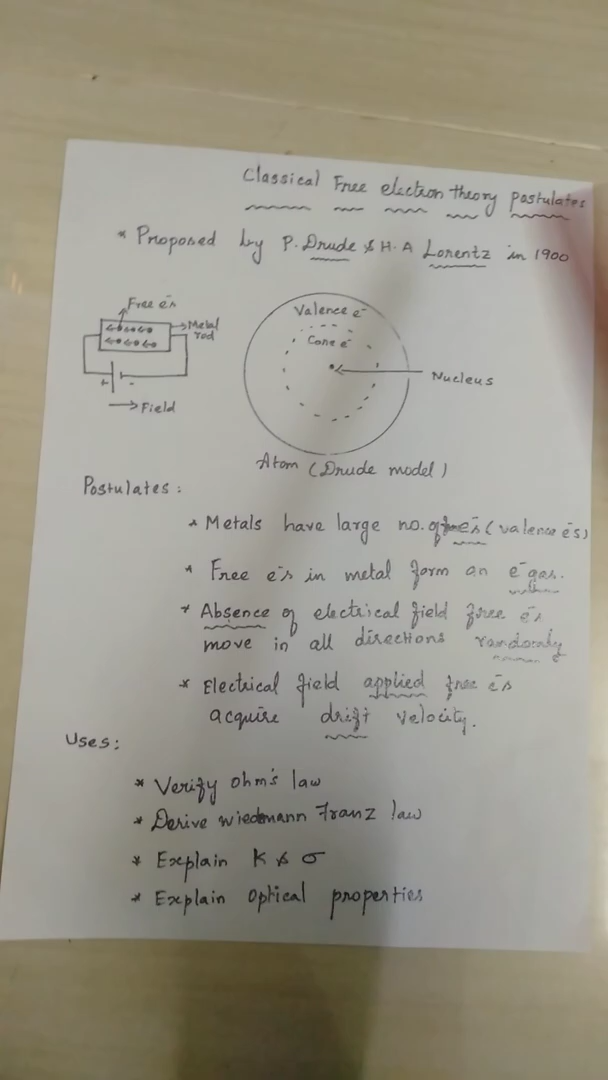 Classical Free electron theory postulates
* Proposed by P. Drude & H.A Lorentz in 1900
Free e⁻s
Metal
rod
+ -
Field
Valence e⁻
Core e⁻
Nucleus
Atom (Drude model)
Postulates:
* Metals have large no. of free e⁻s (valence e⁻s)
* Free e⁻s in metal form an e⁻ gas.
* Absence of electrical field free e⁻s
move in all directions randomly
* Electrical field applied free e⁻s
acquire drift velocity.
Uses:
* Verify ohm's law
* Derive wiedmann Franz law
* Explain K & σ
* Explain optical properties